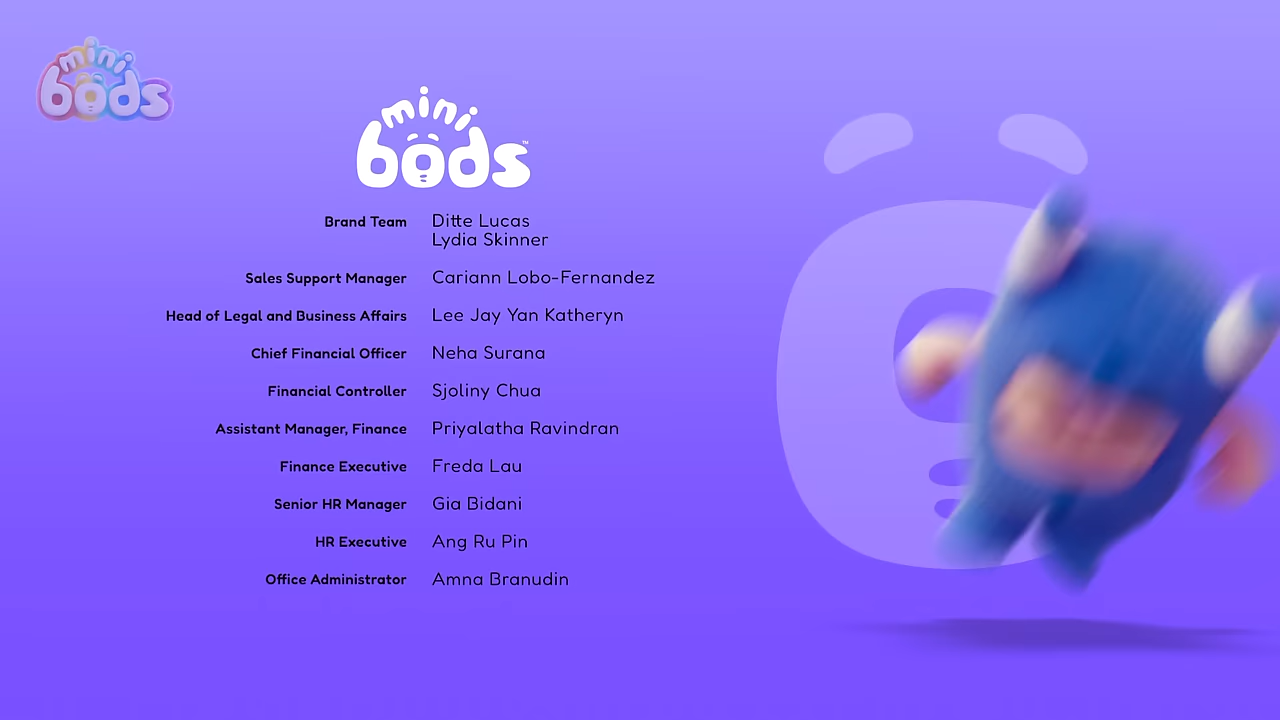 mini
bods
mini
bods™
Brand Team Ditte Lucas
Lydia Skinner
Sales Support Manager Cariann Lobo-Fernandez
Head of Legal and Business Affairs Lee Jay Yan Katheryn
Chief Financial Officer Neha Surana
Financial Controller Sjoliny Chua
Assistant Manager, Finance Priyalatha Ravindran
Finance Executive Freda Lau
Senior HR Manager Gia Bidani
HR Executive Ang Ru Pin
Office Administrator Amna Branudin